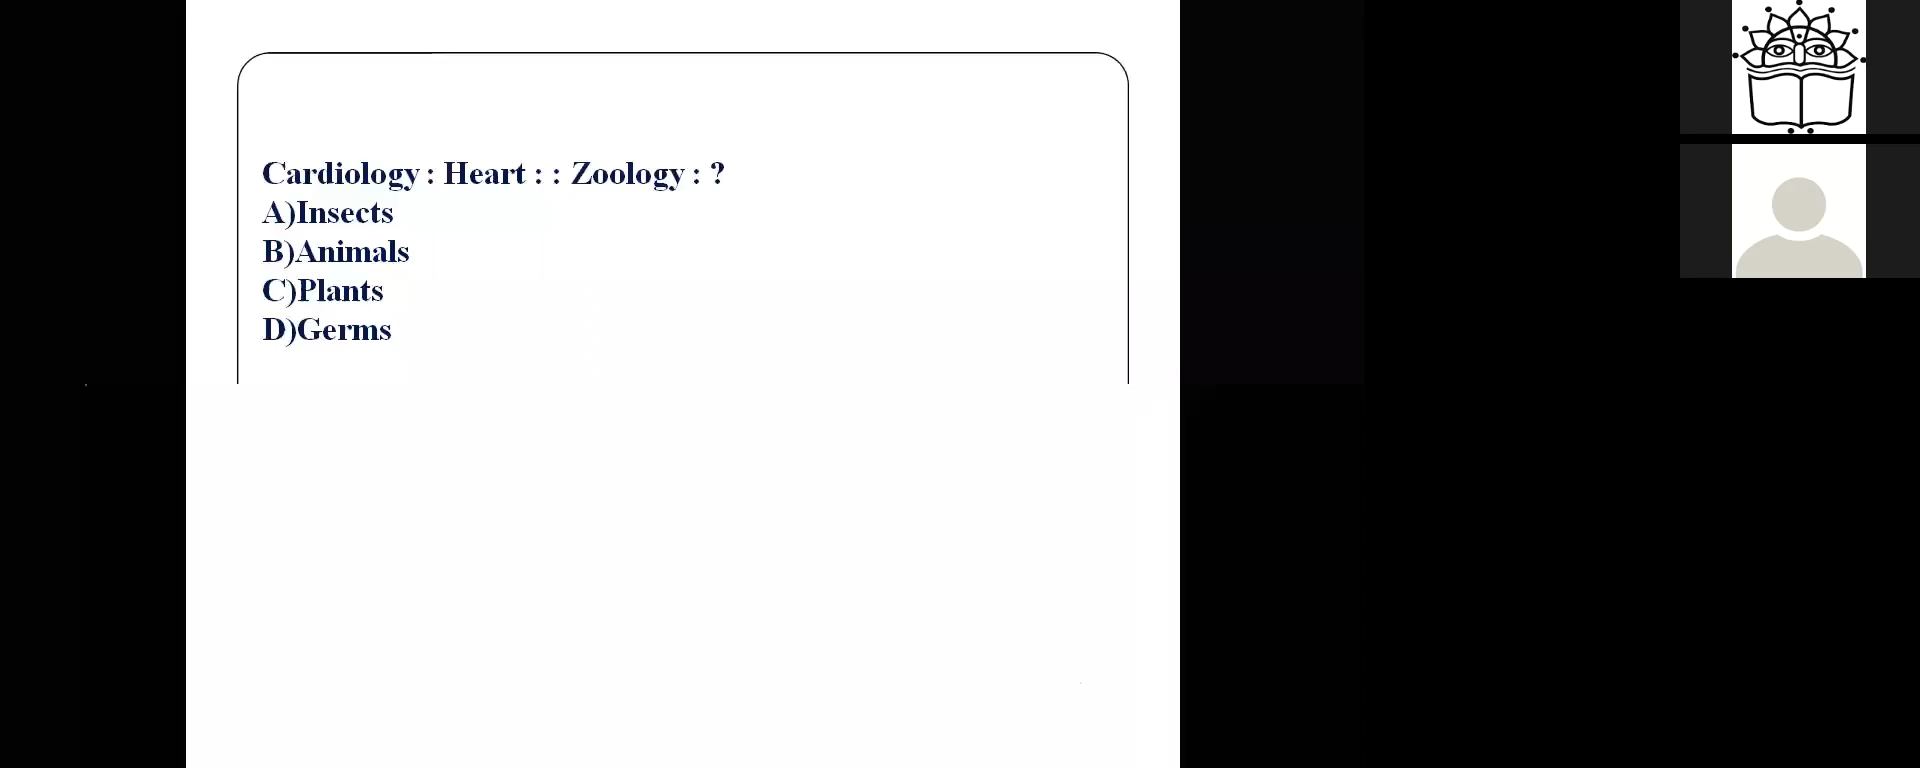 Cardiology : Heart : : Zoology : ?
A)Insects
B)Animals
C)Plants
D)Germs